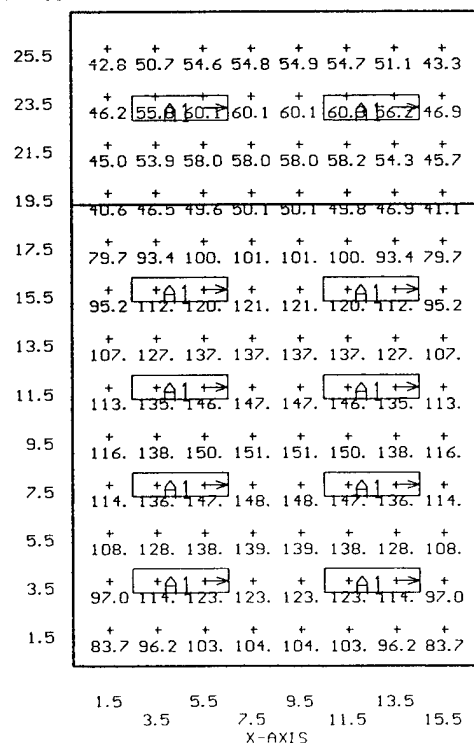 25.5 42.8 50.7 54.6 54.8 54.9 54.7 51.1 43.3
23.5 46.2 55.8 60.1 60.1 60.1 60.3 56.2 46.9
A1 A1
21.5 45.0 53.9 58.0 58.0 58.0 58.2 54.3 45.7
19.5 40.6 46.5 49.6 50.1 50.1 49.8 46.9 41.1
17.5 79.7 93.4 100. 101. 101. 100. 93.4 79.7
A1 A1
15.5 95.2 112. 120. 121. 121. 120. 112. 95.2
13.5 107. 127. 137. 137. 137. 137. 127. 107.
A1 A1
11.5 113. 135. 146. 147. 147. 146. 135. 113.
9.5 116. 138. 150. 151. 151. 150. 138. 116.
A1 A1
7.5 114. 136. 147. 148. 148. 147. 136. 114.
5.5 108. 128. 138. 139. 139. 138. 128. 108.
A1 A1
3.5 97.0 114. 123. 123. 123. 123. 114. 97.0
1.5 83.7 96.2 103. 104. 104. 103. 96.2 83.7
1.5 5.5 9.5 13.5
3.5 7.5 11.5 15.5
X-AXIS